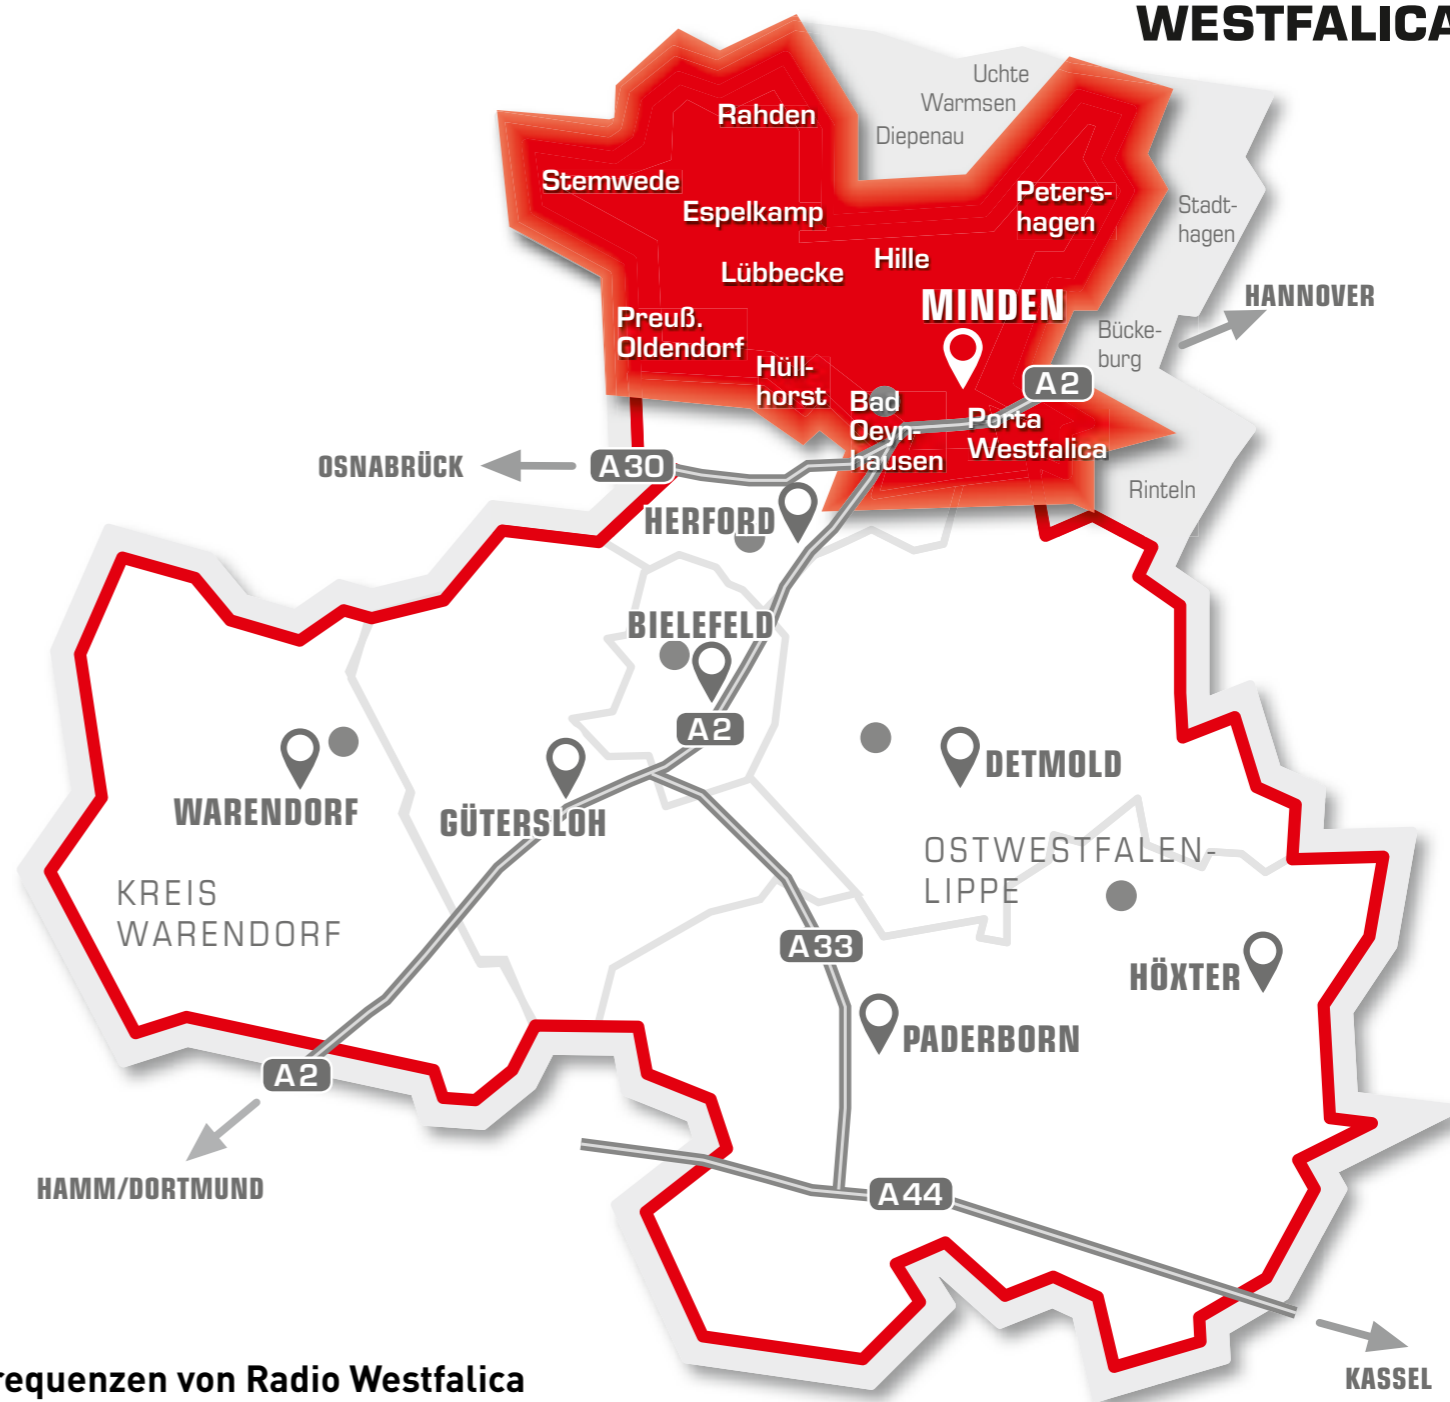 WESTFALICA
Uchte
Warmsen
Diepenau
Rahden
Stemwede
Espelkamp
Peters-
hagen
Stadt-
hagen
Hille
Lübbecke
MINDEN
HANNOVER
Preuß.
Oldendorf
Bücke-
burg
Hüll-
horst
A2
Bad
Oeyn-
hausen
Porta
Westfalica
OSNABRÜCK
A30
Rinteln
HERFORD
BIELEFELD
A2
DETMOLD
WARENDORF
GÜTERSLOH
OSTWESTFALEN-
LIPPE
KREIS
WARENDORF
A33
HÖXTER
PADERBORN
A2
HAMM/DORTMUND
A44
requenzen von Radio Westfalica
KASSEL